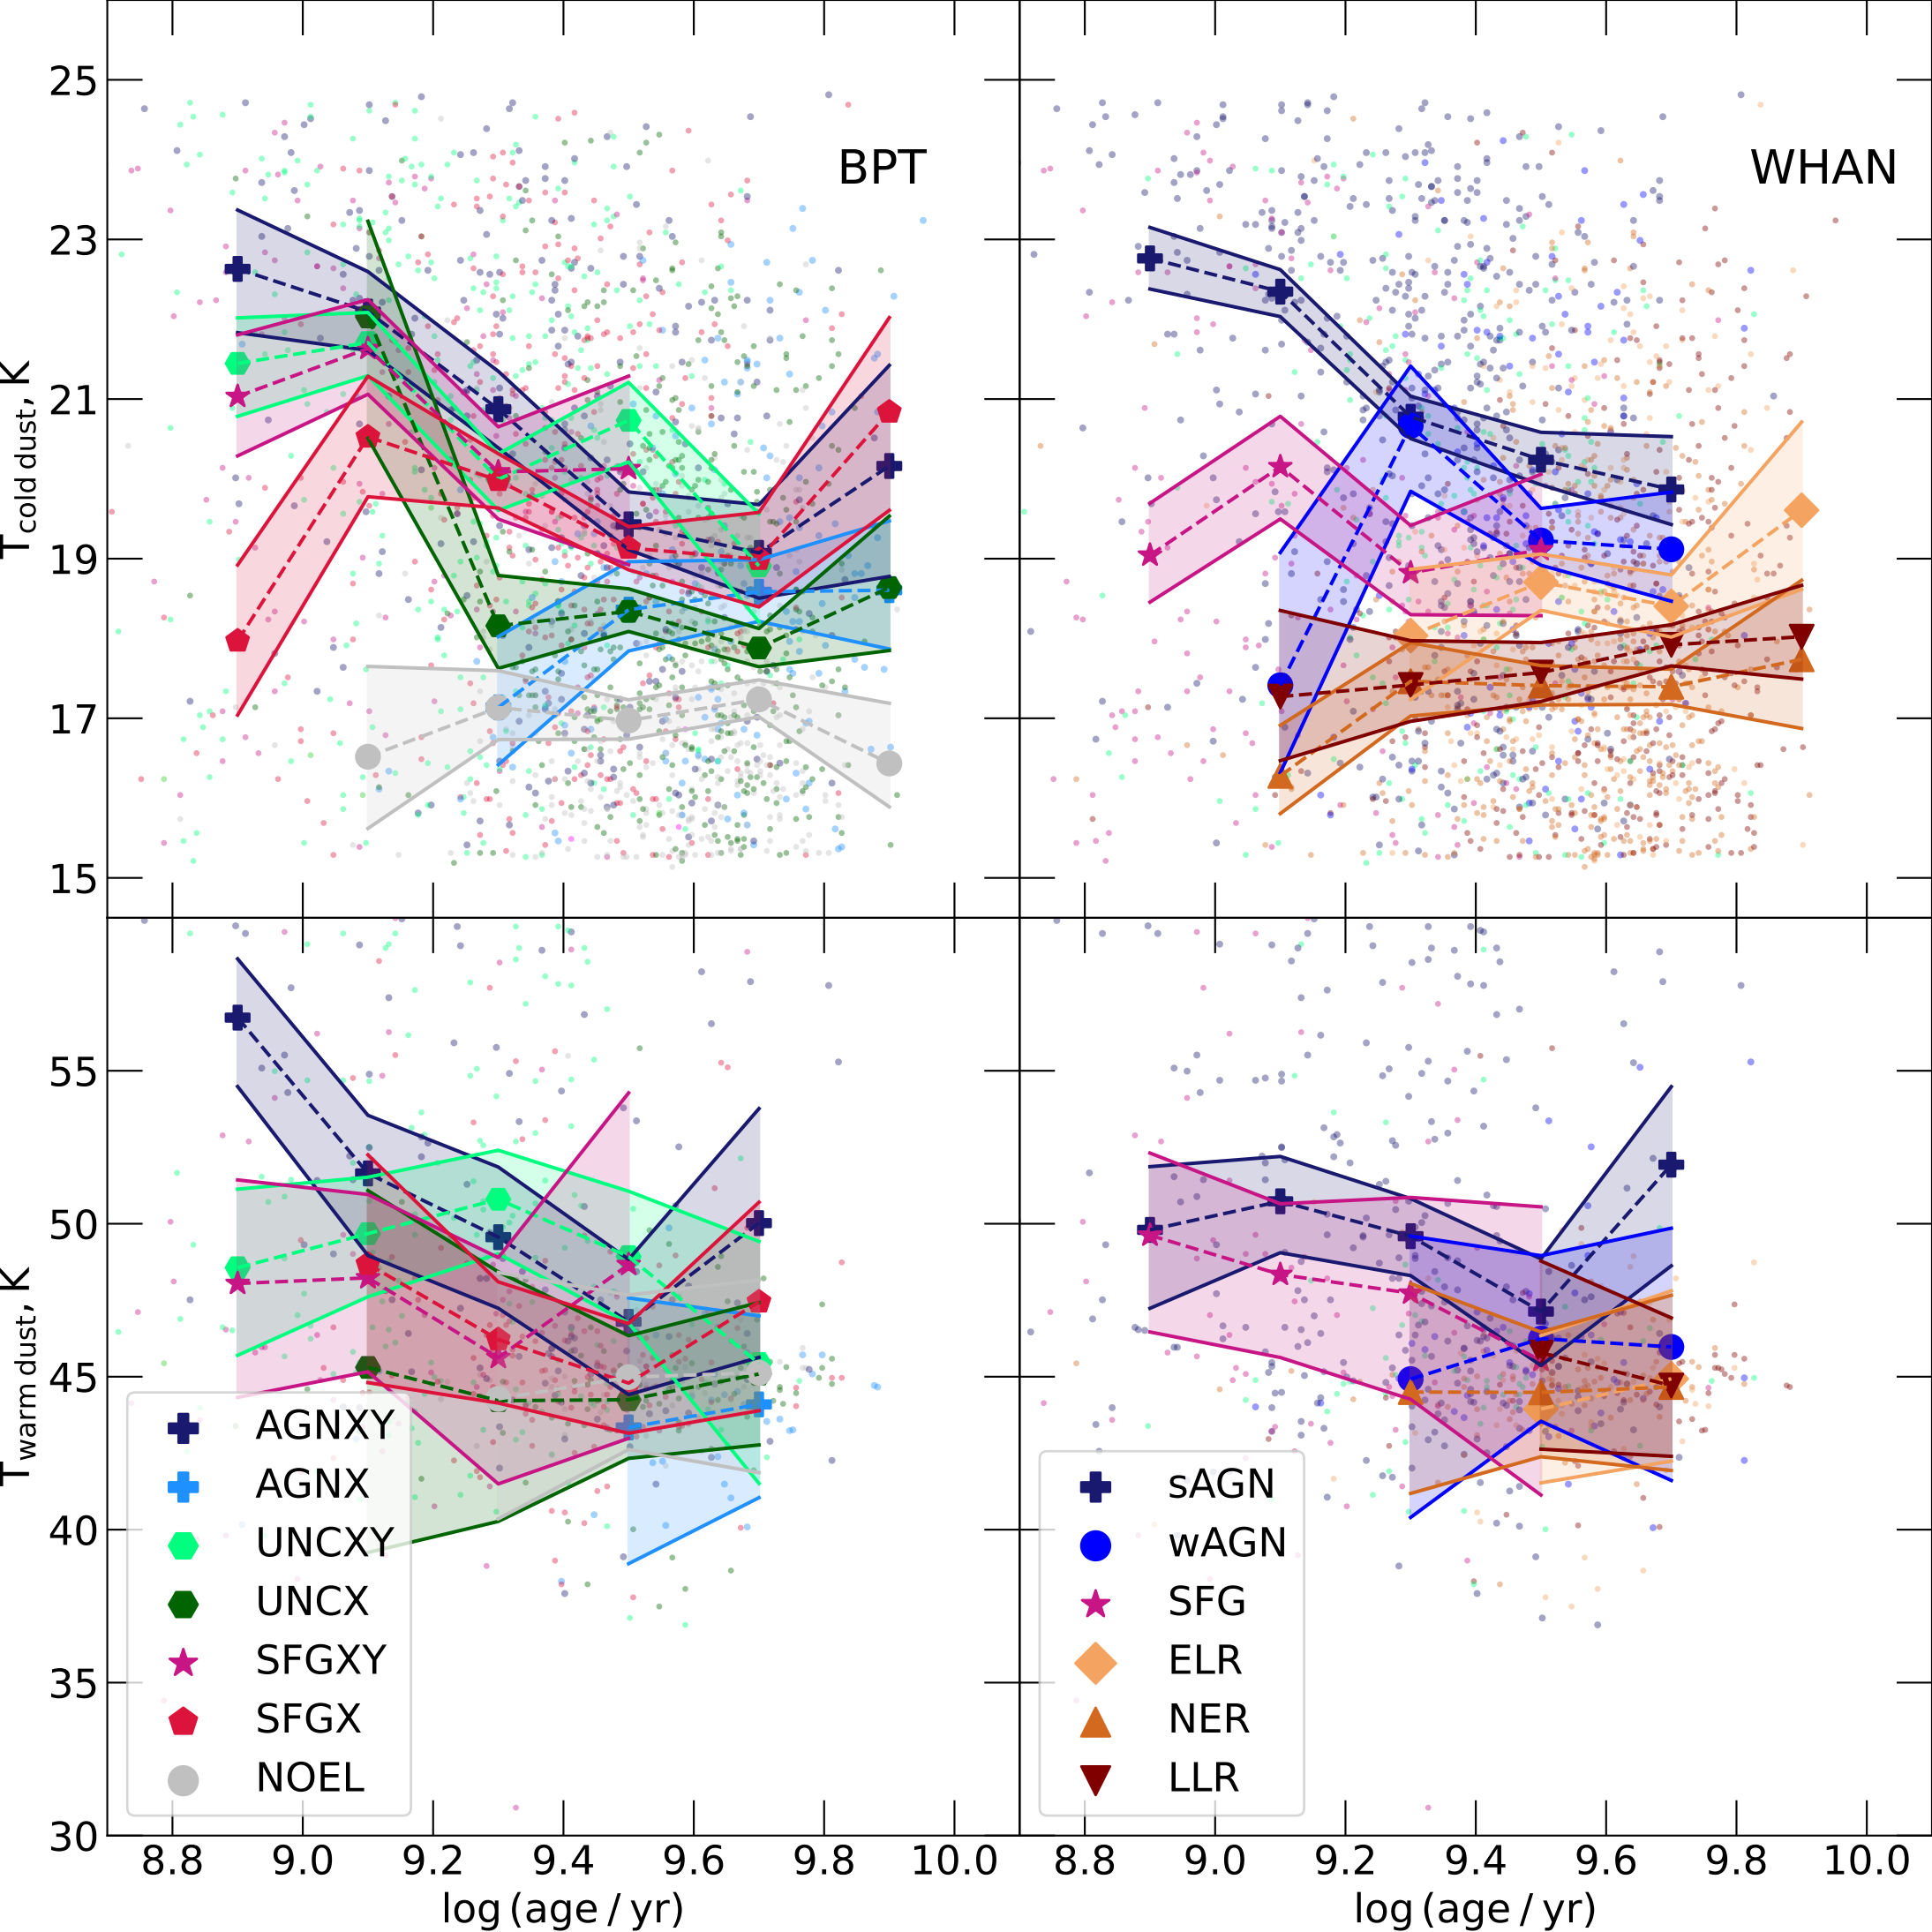 25
23
21
19
17
15
T cold dust, K
BPT
WHAN
55
50
45
40
35
30
T warm dust, K
AGNXY
AGNX
UNCXY
UNCX
SFGXY
SFGX
NOEL
sAGN
wAGN
SFG
ELR
NER
LLR
8.8 9.0 9.2 9.4 9.6 9.8 10.0
8.8 9.0 9.2 9.4 9.6 9.8 10.0
log (age / yr)
log (age / yr)